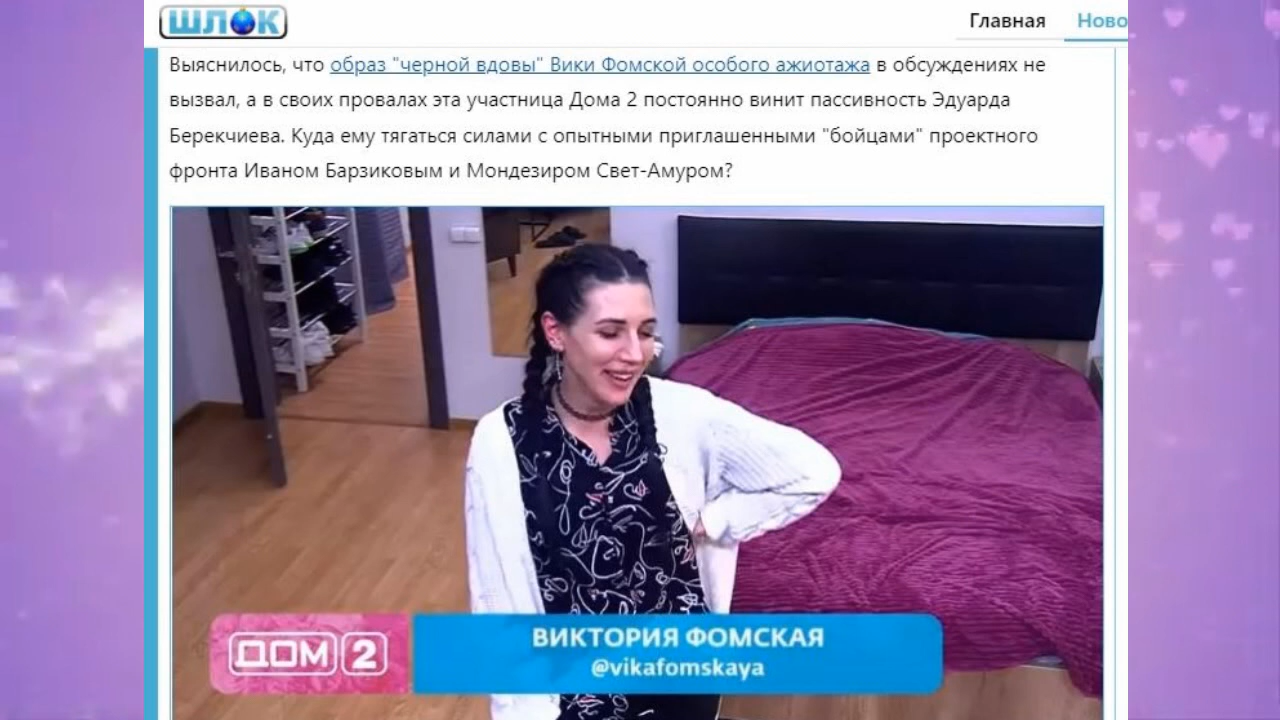 ШЛОК
Главная Ново
Выяснилось, что образ "черной вдовы" Вики Фомской особого ажиотажа в обсуждениях не
вызвал, а в своих провалах эта участница Дома 2 постоянно винит пассивность Эдуарда
Берекчиева. Куда ему тягаться силами с опытными приглашенными "бойцами" проектного
фронта Иваном Барзиковым и Мондезиром Свет-Амуром?
ДОМ 2
ВИКТОРИЯ ФОМСКАЯ
@vikafomskaya